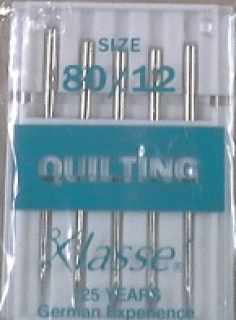 SIZE
80/12
QUILTING
Klasse®
125 YEARS
German Experience